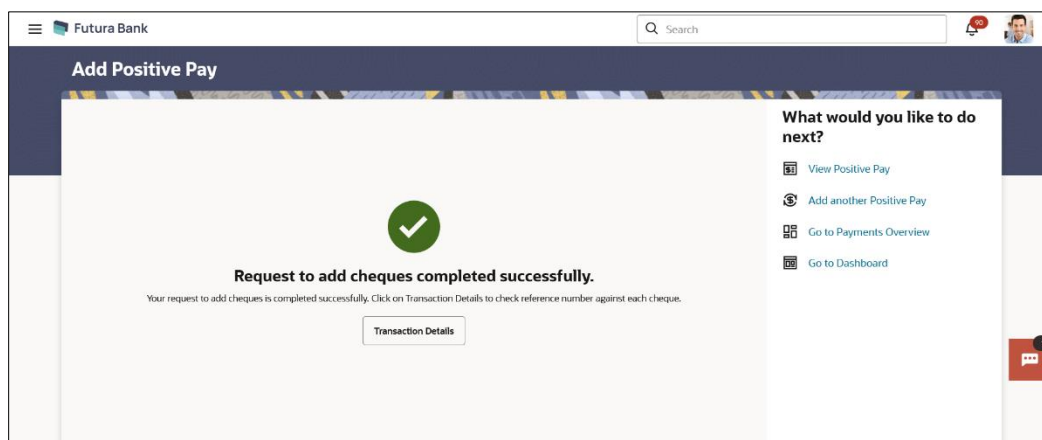 Futura Bank
Search
90
Add Positive Pay
What would you like to do
next?
View Positive Pay
Add another Positive Pay
Go to Payments Overview
Go to Dashboard
Request to add cheques completed successfully.
Your request to add cheques is completed successfully. Click on Transaction Details to check reference number against each cheque.
Transaction Details